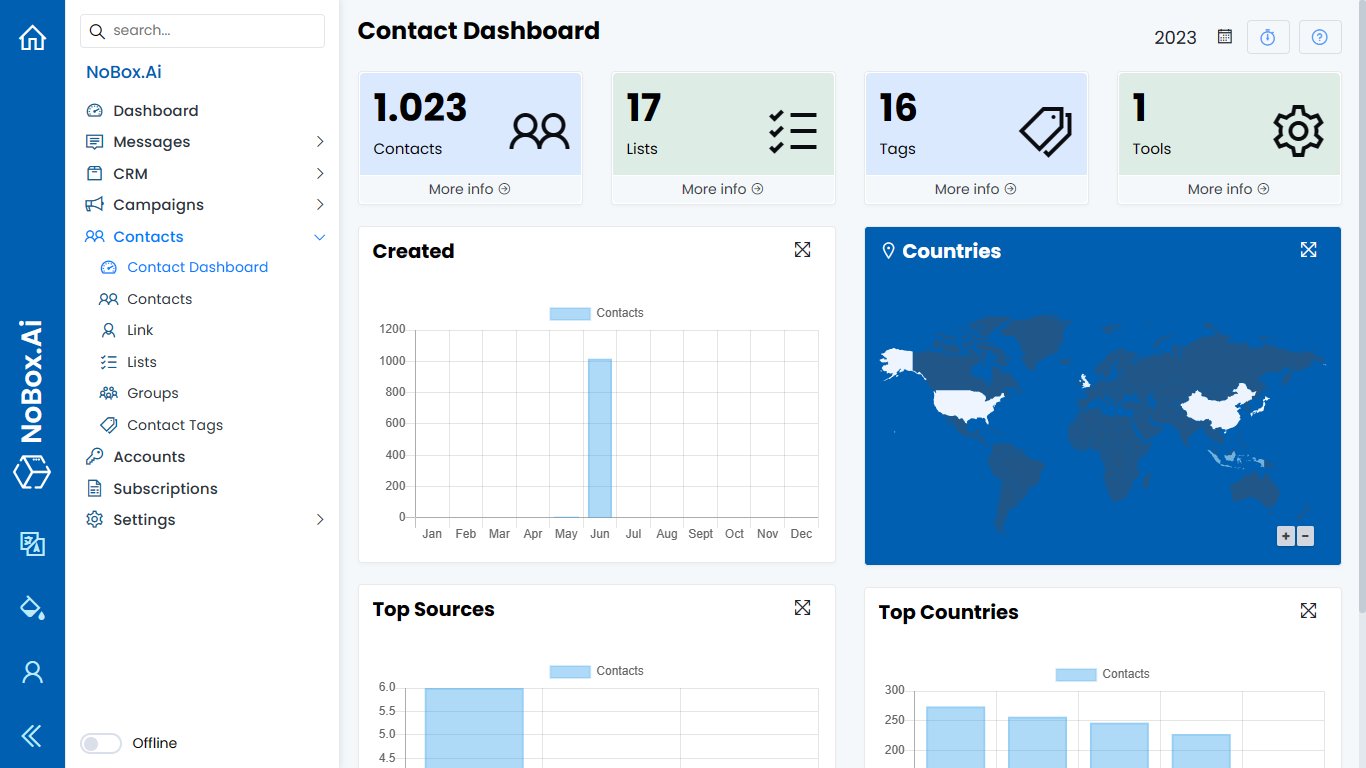 search...
NoBox.Ai
Dashboard
Messages
CRM
Campaigns
Contacts
Contact Dashboard
Contacts
Link
Lists
Groups
Contact Tags
Accounts
Subscriptions
Settings
Offline
NoBox.Ai
Contact Dashboard
2023
1.023
Contacts
More info
17
Lists
More info
16
Tags
More info
1
Tools
More info
Created
Contacts
1200
1000
800
600
400
200
0
Jan Feb Mar Apr May Jun Jul Aug Sept Oct Nov Dec
Countries
+ −
Top Sources
Contacts
6.0
5.5
5.0
4.5
Top Countries
Contacts
300
250
200